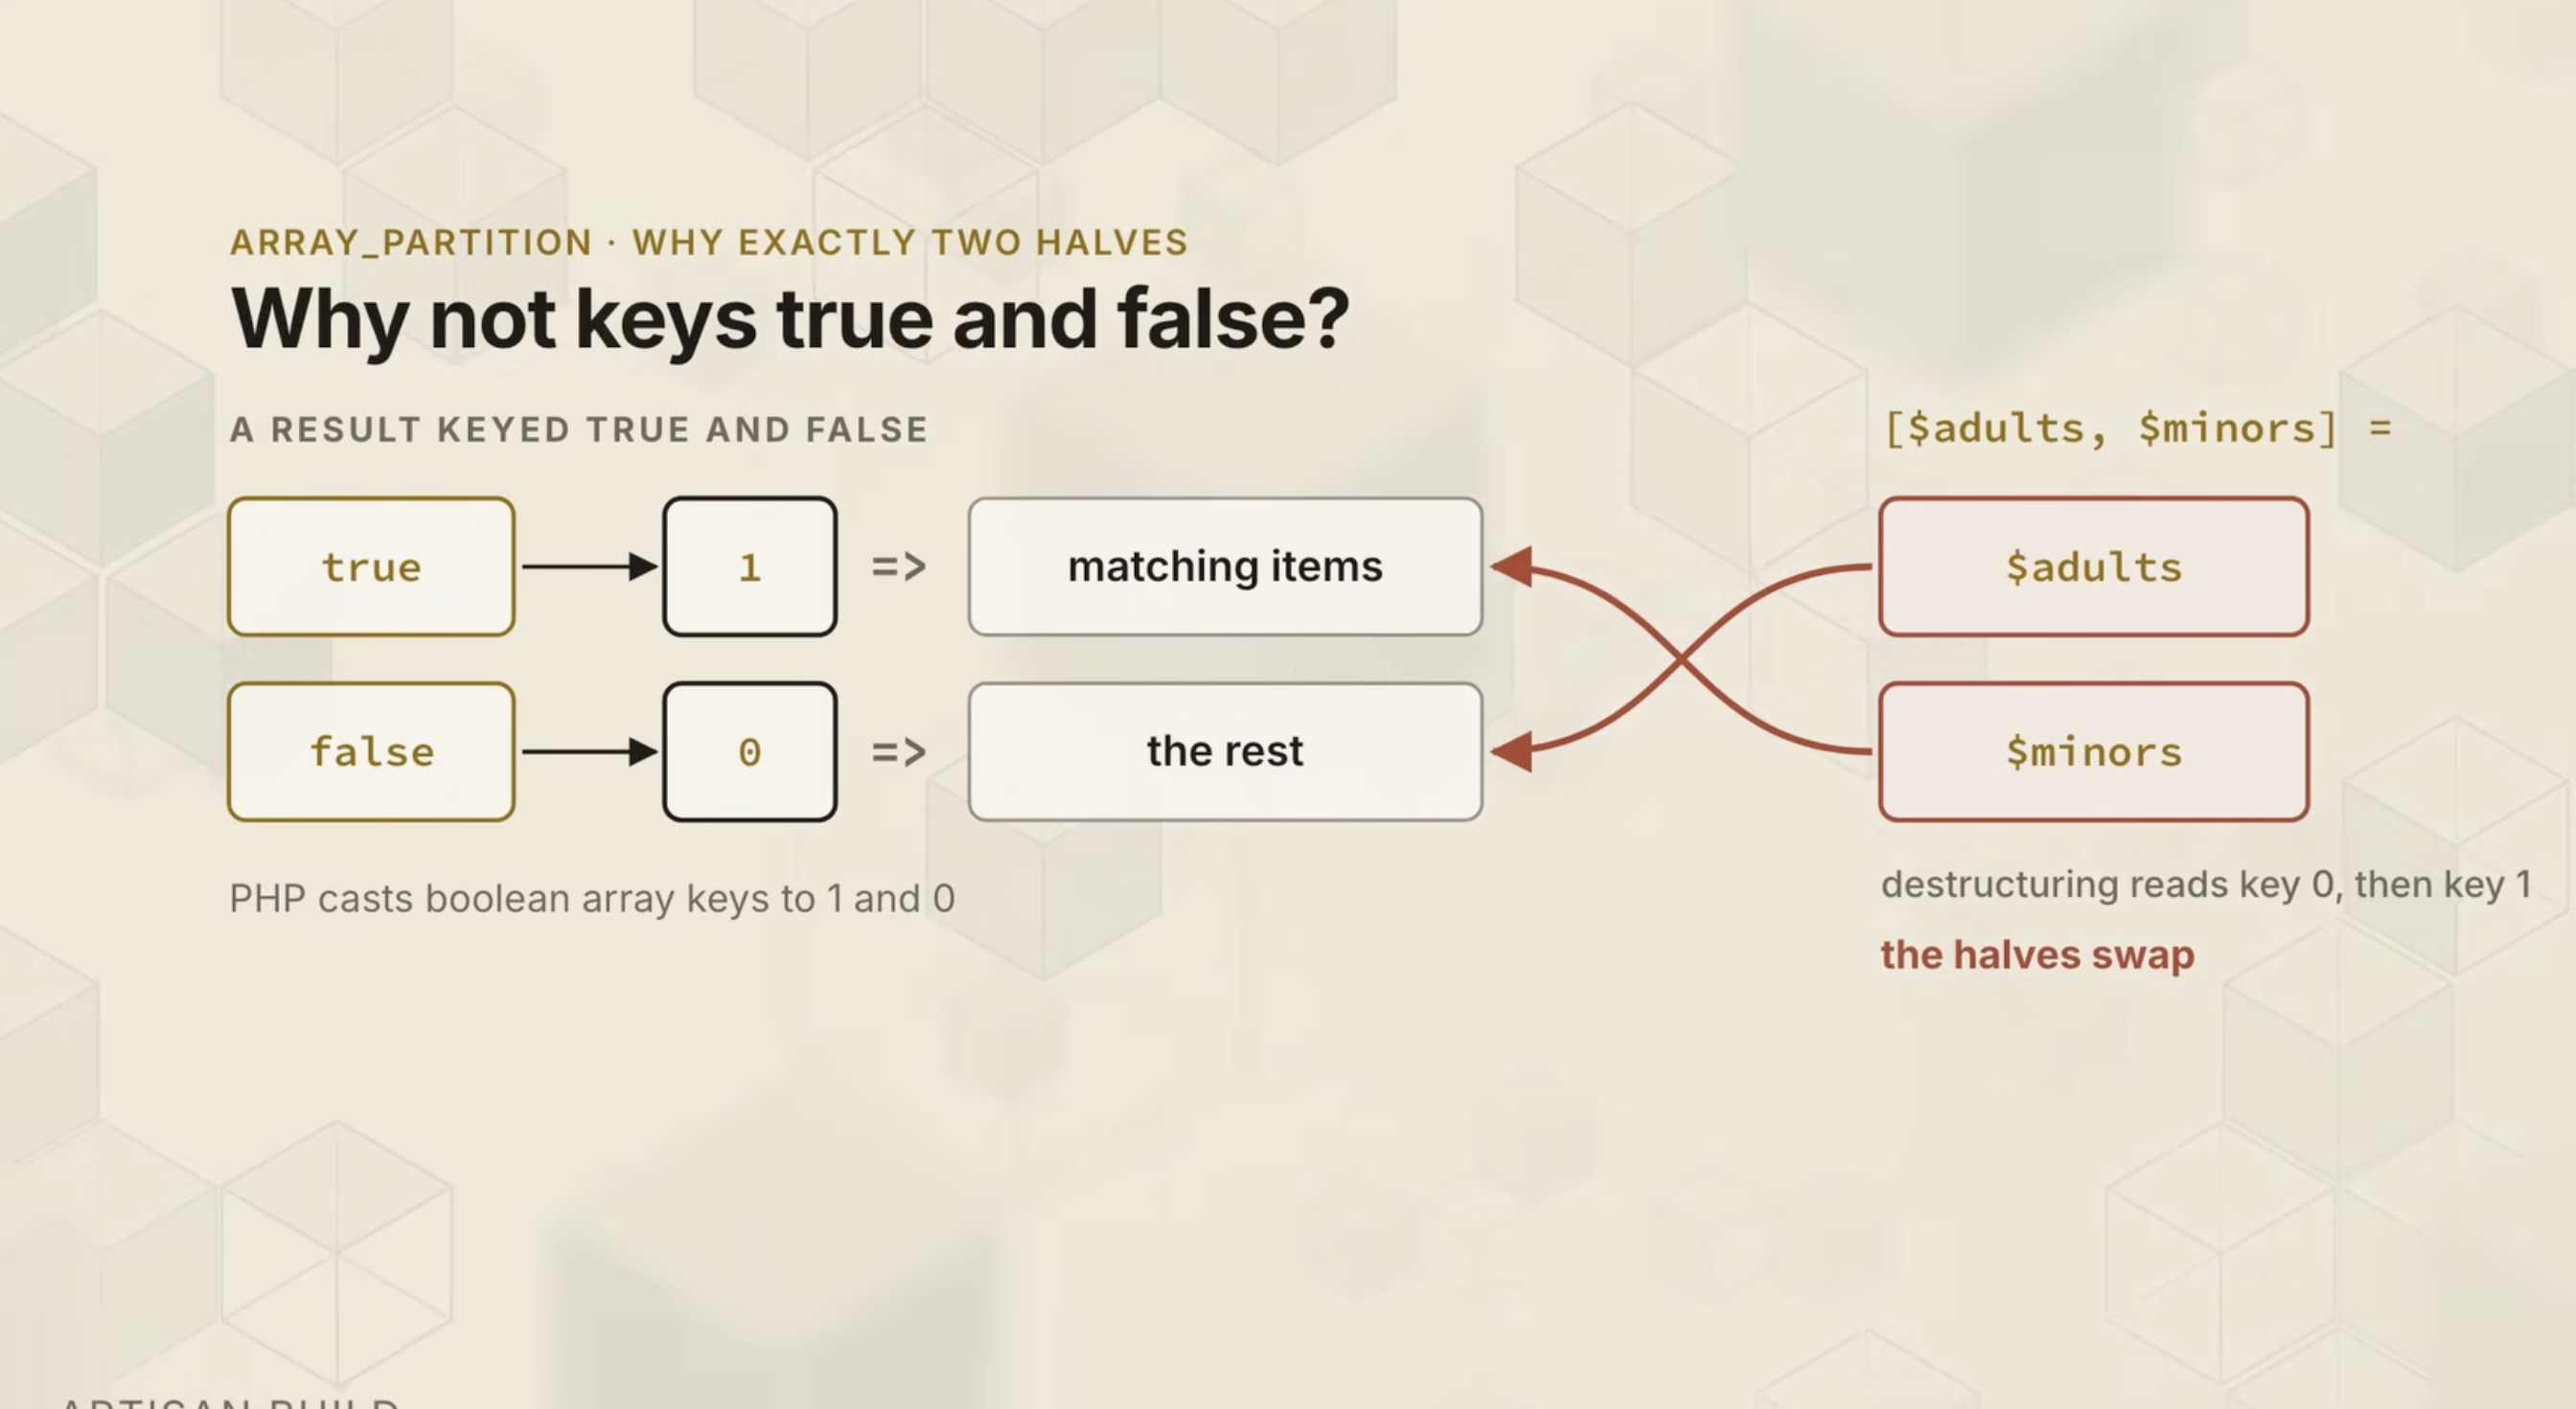 ARRAY_PARTITION · WHY EXACTLY TWO HALVES
Why not keys true and false?
A RESULT KEYED TRUE AND FALSE
[$adults, $minors] =
true
1
=>
matching items
$adults
false
0
=>
the rest
$minors
PHP casts boolean array keys to 1 and 0
destructuring reads key 0, then key 1
the halves swap
ARTISAN BUILD